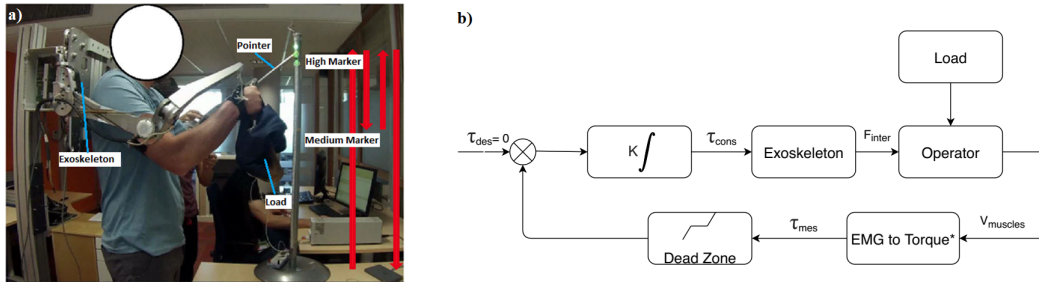 a)
Pointer
High Marker
Medium Marker
Exoskeleton
Load
b)
Load
τdes= 0
K∫
τcons
Exoskeleton
Finter
Operator
Dead Zone
τmes
EMG to Torque*
Vmuscles